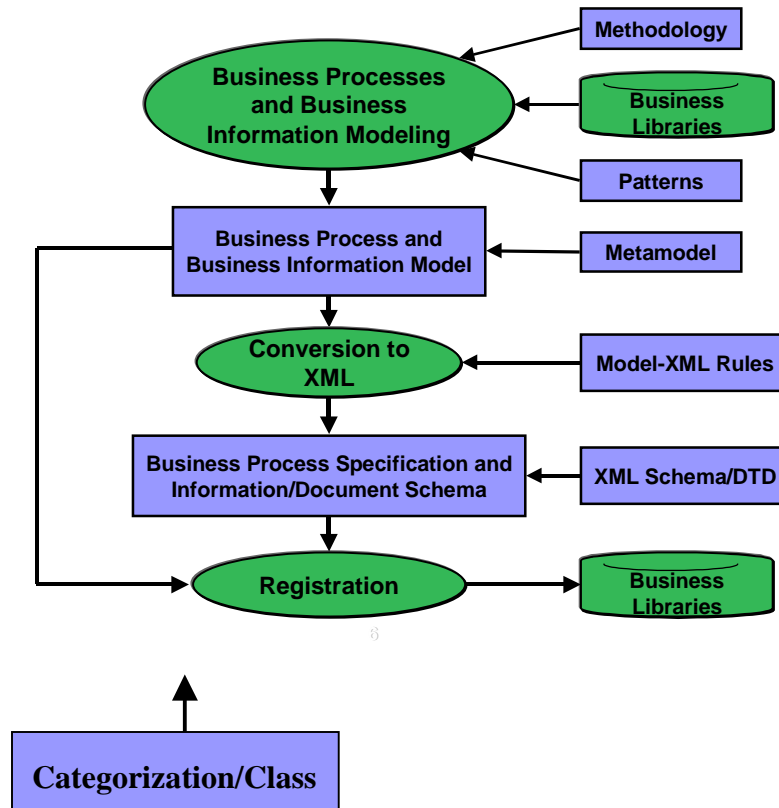 Methodology
Business Processes
and Business
Information Modeling
Business
Libraries
Patterns
Business Process and
Business Information Model
Metamodel
Conversion to
XML
Model-XML Rules
Business Process Specification and
Information/Document Schema
XML Schema/DTD
Registration
Business
Libraries
6
Categorization/Class